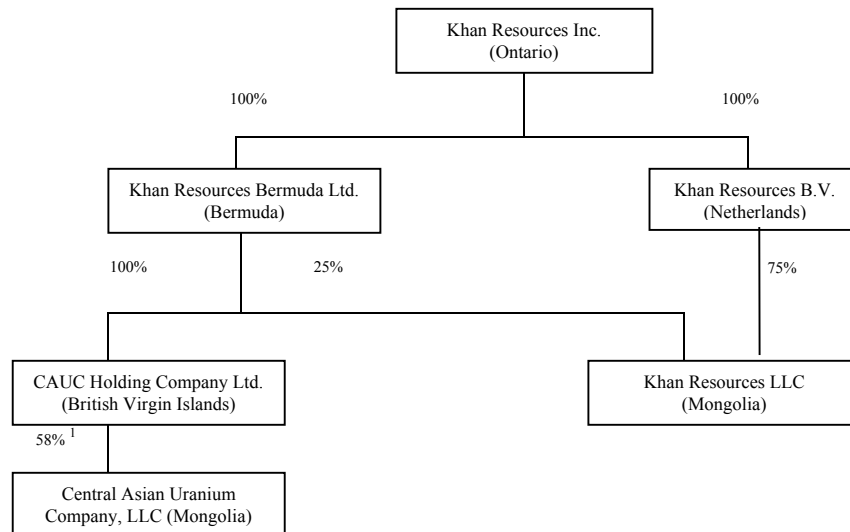 Khan Resources Inc.
(Ontario)
100%
100%
Khan Resources Bermuda Ltd.
(Bermuda)
Khan Resources B.V.
(Netherlands)
100%
25%
75%
CAUC Holding Company Ltd.
(British Virgin Islands)
Khan Resources LLC
(Mongolia)
58% 1
Central Asian Uranium
Company, LLC (Mongolia)